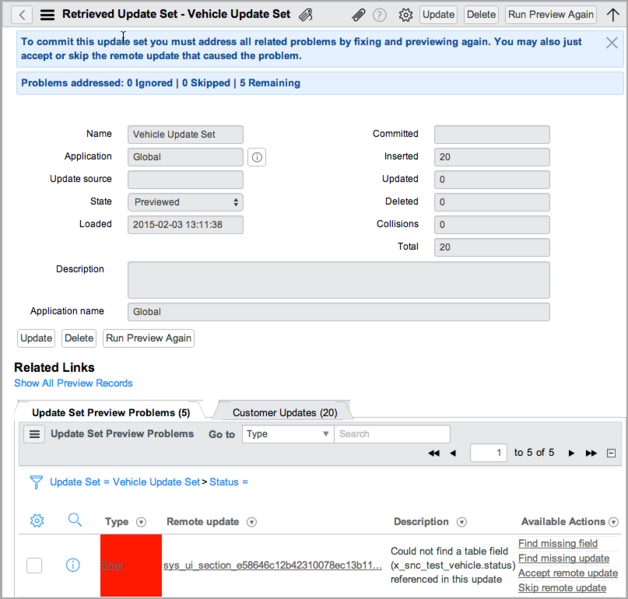 Retrieved Update Set - Vehicle Update Set
Update
Delete
Run Preview Again
To commit this update set you must address all related problems by fixing and previewing again. You may also just
accept or skip the remote update that caused the problem.
Problems addressed: 0 Ignored | 0 Skipped | 5 Remaining
Name
Vehicle Update Set
Committed
Application
Global
Inserted
20
Update source
Updated
0
State
Previewed
Deleted
0
Loaded
2015-02-03 13:11:38
Collisions
0
Total
20
Description
Application name
Global
Update
Delete
Run Preview Again
Related Links
Show All Preview Records
Update Set Preview Problems (5)
Customer Updates (20)
Update Set Preview Problems
Go to
Type
Search
1
to 5 of 5
Update Set = Vehicle Update Set > Status =
Type
Remote update
Description
Available Actions
Error
sys_ui_section_e58646c12b42310078ec13b11...
Could not find a table field
(x_snc_test_vehicle.status)
referenced in this update
Find missing field
Find missing update
Accept remote update
Skip remote update